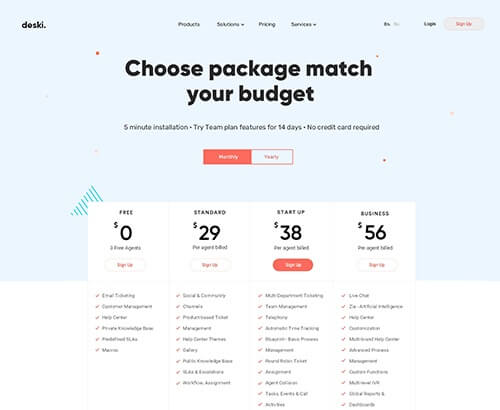 deski.
Products Solutions Pricing Services En. Login Sign Up
Choose package match
your budget
5 minute installation • Try Team plan features for 14 days • No credit card required
Monthly Yearly
FREE
$0
3 Free Agents
Sign Up
Email Ticketing
Customer Management
Help Center
Private Knowledge Base
Predefined SLAs
Macros
STANDARD
$29
Per agent billed
Sign Up
Social & Community
Channels
Product-based Ticket
Management
Help Center Themes
Gallery
Public Knowledge Base
SLAs & Escalations
Workflow, Assignment
START UP
$38
Per agent billed
Sign Up
Multi-Department Ticketing
Team Management
Telephony
Automatic Time Tracking
Blueprint - Basic Process
Management
Round Robin Ticket
Assignment
Agent Collision
Tasks, Events & Call
Activities
BUSINESS
$56
Per agent billed
Sign Up
Live Chat
Zia - Artificial Intelligence
Help Center
Customization
Multibrand Help Center
Advanced Process
Management
Custom Functions
Multilevel IVR
Global Reports &
Dashboards